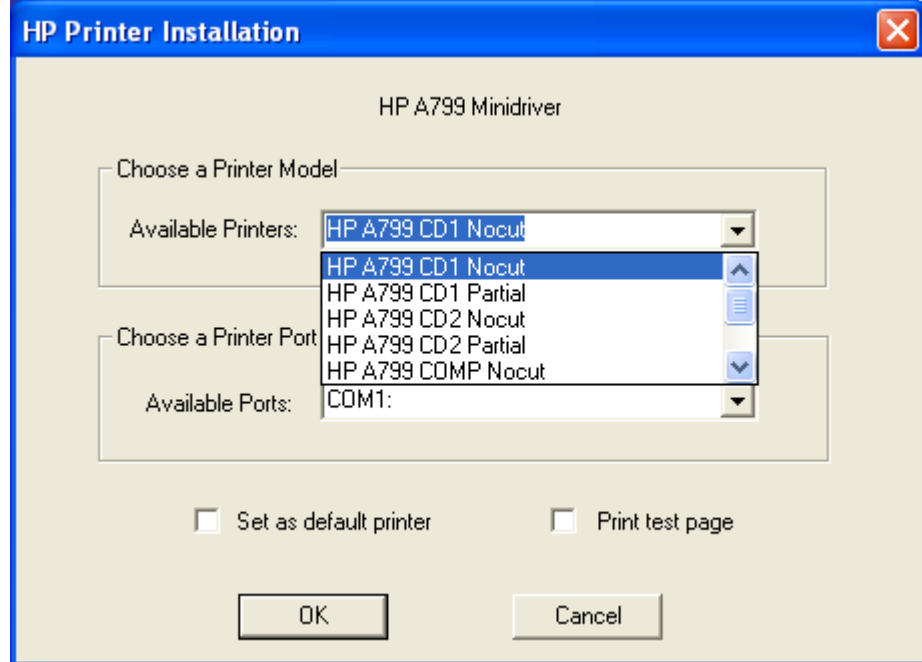 HP Printer Installation
HP A799 Minidriver
Choose a Printer Model
Available Printers: HP A799 CD1 Nocut
HP A799 CD1 Nocut
HP A799 CD1 Partial
HP A799 CD2 Nocut
HP A799 CD2 Partial
HP A799 COMP Nocut
Choose a Printer Port
Available Ports: COM1:
Set as default printer Print test page
OK Cancel